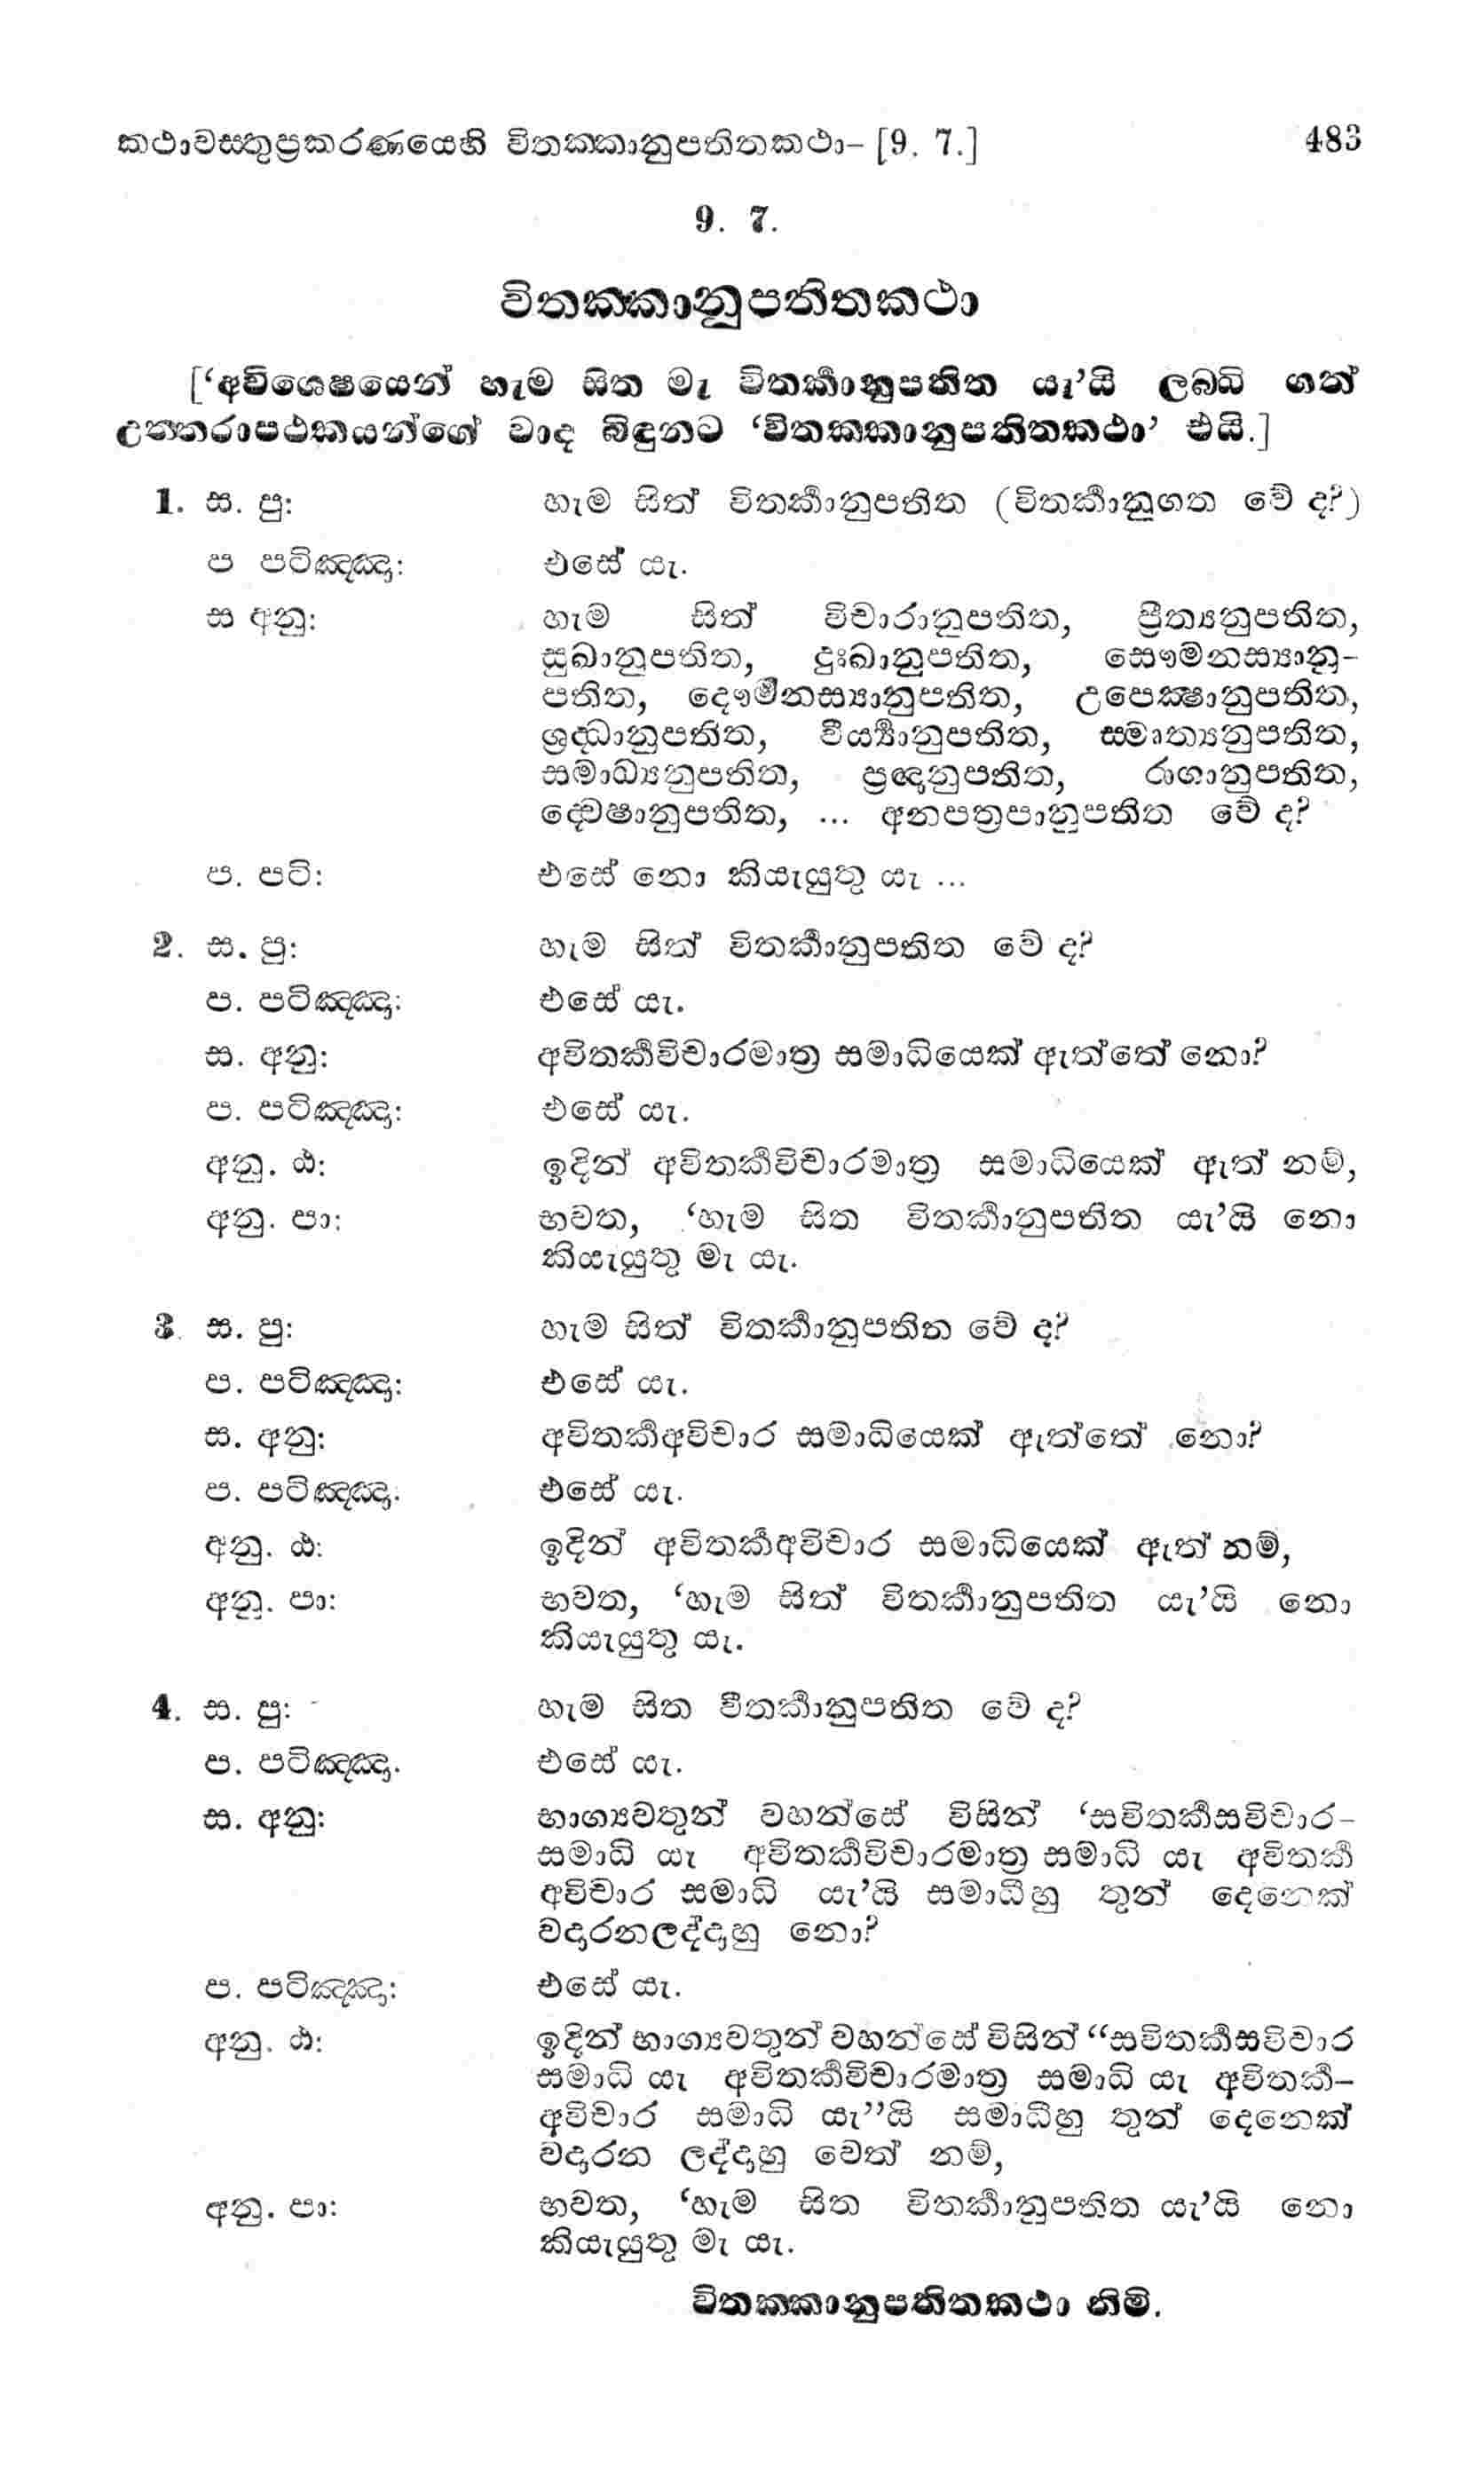 කථාවත්‍ථුප්‍රකරණයෙහි විතක්‍කානුපතිතකථා– [9. 7.] 483
9. 7.
විතක්‍කානුපතිතකථා
[‘අවිශෙෂයෙන් හැම සිත මැ විතර්‍කානුපතිත යැ’යි ලබධි ගත්
උත්‍තරාපථකයන්ගේ වාද බිඳුනට ‘විතක්‍කානුපතිතකථා’ එයි.]
1. ස. පු: හැම සිත් විතර්‍කානුපතිත (විතර්‍කානුගත වේ ද?)
ප පටිඤ්ඤා: එසේ යැ.
ස අනු: හැම සිත් විචාරානුපතිත, ප්‍රීත්‍යනුපතිත,
සුඛානුපතිත, දුඃඛානුපතිත, සෞමනස්‍යානු–
පතිත, දෞර්මනස්‍යානුපතිත, උපෙක්‍ෂානුපතිත,
ශ්‍රද්‍ධානුපතිත, වීර්‍ය්‍යානුපතිත, ස්මෘත්‍යනුපතිත,
සමාධ්‍යනුපතිත, ප්‍රඥානුපතිත, රාගානුපතිත,
ද්වෙෂානුපතිත, ... අනපත්‍රපානුපතිත වේ ද?
ප. පටි: එසේ නො කියැයුතු යැ ...
2. ස. පු: හැම සිත් විතර්‍කානුපතිත වේ ද?
ප. පටිඤ්ඤා: එසේ යැ.
ස. අනු: අවිතර්‍කවිචාරමාත්‍ර සමාධියෙක් ඇත්තේ නො?
ප. පටිඤ්ඤා: එසේ යැ.
අනු. ඨ: ඉදින් අවිතර්‍කවිචාරමාත්‍ර සමාධියෙක් ඇත් නම්,
අනු. පා: භවත, ‘හැම සිත විතර්‍කානුපතිත යැ’යි නො
කියැයුතු මැ යැ.
3. ස. පු: හැම සිත් විතර්‍කානුපතිත වේ ද?
ප. පටිඤ්ඤා: එසේ යැ.
ස. අනු: අවිතර්‍කඅවිචාර සමාධියෙක් ඇත්තේ නො?
ප. පටිඤ්ඤා. එසේ යැ.
අනු. ඨ: ඉදින් අවිතර්‍කඅවිචාර සමාධියෙක් ඇත් නම්,
අනු. පා: භවත, ‘හැම සිත් විතර්‍කානුපතිත යැ’යි නො
කියැයුතු යැ.
4. ස. පු: හැම සිත විතර්‍කානුපතිත වේ ද?
ප. පටිඤ්ඤා. එසේ යැ.
ස. අනු: භාග්‍යවතුන් වහන්සේ විසින් ‘සවිතර්‍කසවිචාර–
සමාධි යැ අවිතර්‍කවිචාරමාත්‍ර සමාධි යැ අවිතර්‍ක
අවිචාර සමාධි යැ’යි සමාධීහු තුන් දෙනෙක්
වදාරනලද්දාහු නො?
ප. පටිඤ්ඤා: එසේ යැ.
අනු. ඨ: ඉදින් භාග්‍යවතුන් වහන්සේ විසින් “සවිතර්‍කසවිචාර
සමාධි යැ අවිතර්‍කවිචාරමාත්‍ර සමාධි යැ අවිතර්‍ක–
අවිචාර සමාධි යැ”යි සමාධීහු තුන් දෙනෙක්
වදාරන ලද්දාහු වෙත් නම්,
අනු. පා: භවත, ‘හැම සිත විතර්‍කානුපතිත යැ’යි නො
කියැයුතු මැ යැ.
විතක්‍කානුපතිතකථා නිමි.